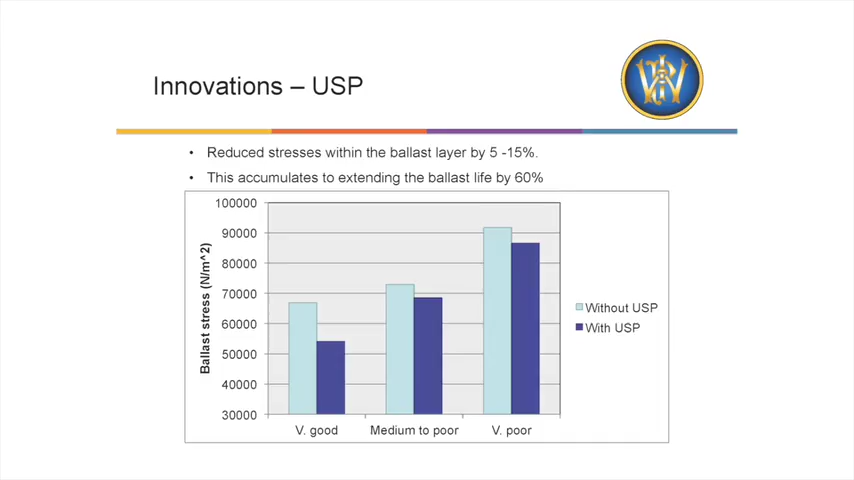 Innovations – USP
• Reduced stresses within the ballast layer by 5 -15%.
• This accumulates to extending the ballast life by 60%
100000
90000
80000
70000
60000
50000
40000
30000
Ballast stress (N/m^2)
V. good
Medium to poor
V. poor
Without USP
With USP